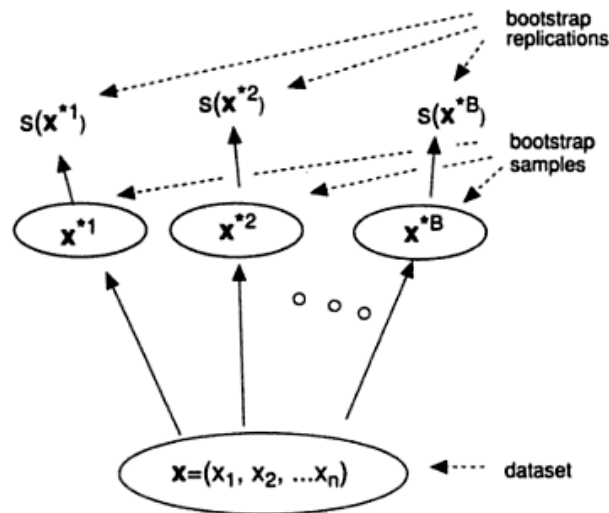 bootstrap
replications
s(x*1)
s(x*2)
s(x*B)
bootstrap
samples
x*1
x*2
x*B
x=(x1, x2, ...xn)
dataset